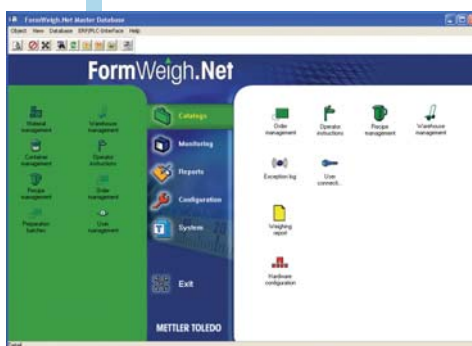 FormWeigh.Net Master Database
Object View Database ERP/PLC-Interface Help
FormWeigh.Net
Material management
Warehouse management
Container management
Operator instructions
Recipe management
Order management
Preparation batches
User management
Catalogs
Monitoring
Reports
Configuration
System
Exit
METTLER TOLEDO
Order management
Operator instructions
Recipe management
Warehouse management
Exception log
User connecti...
Weighing report
Hardware configuration